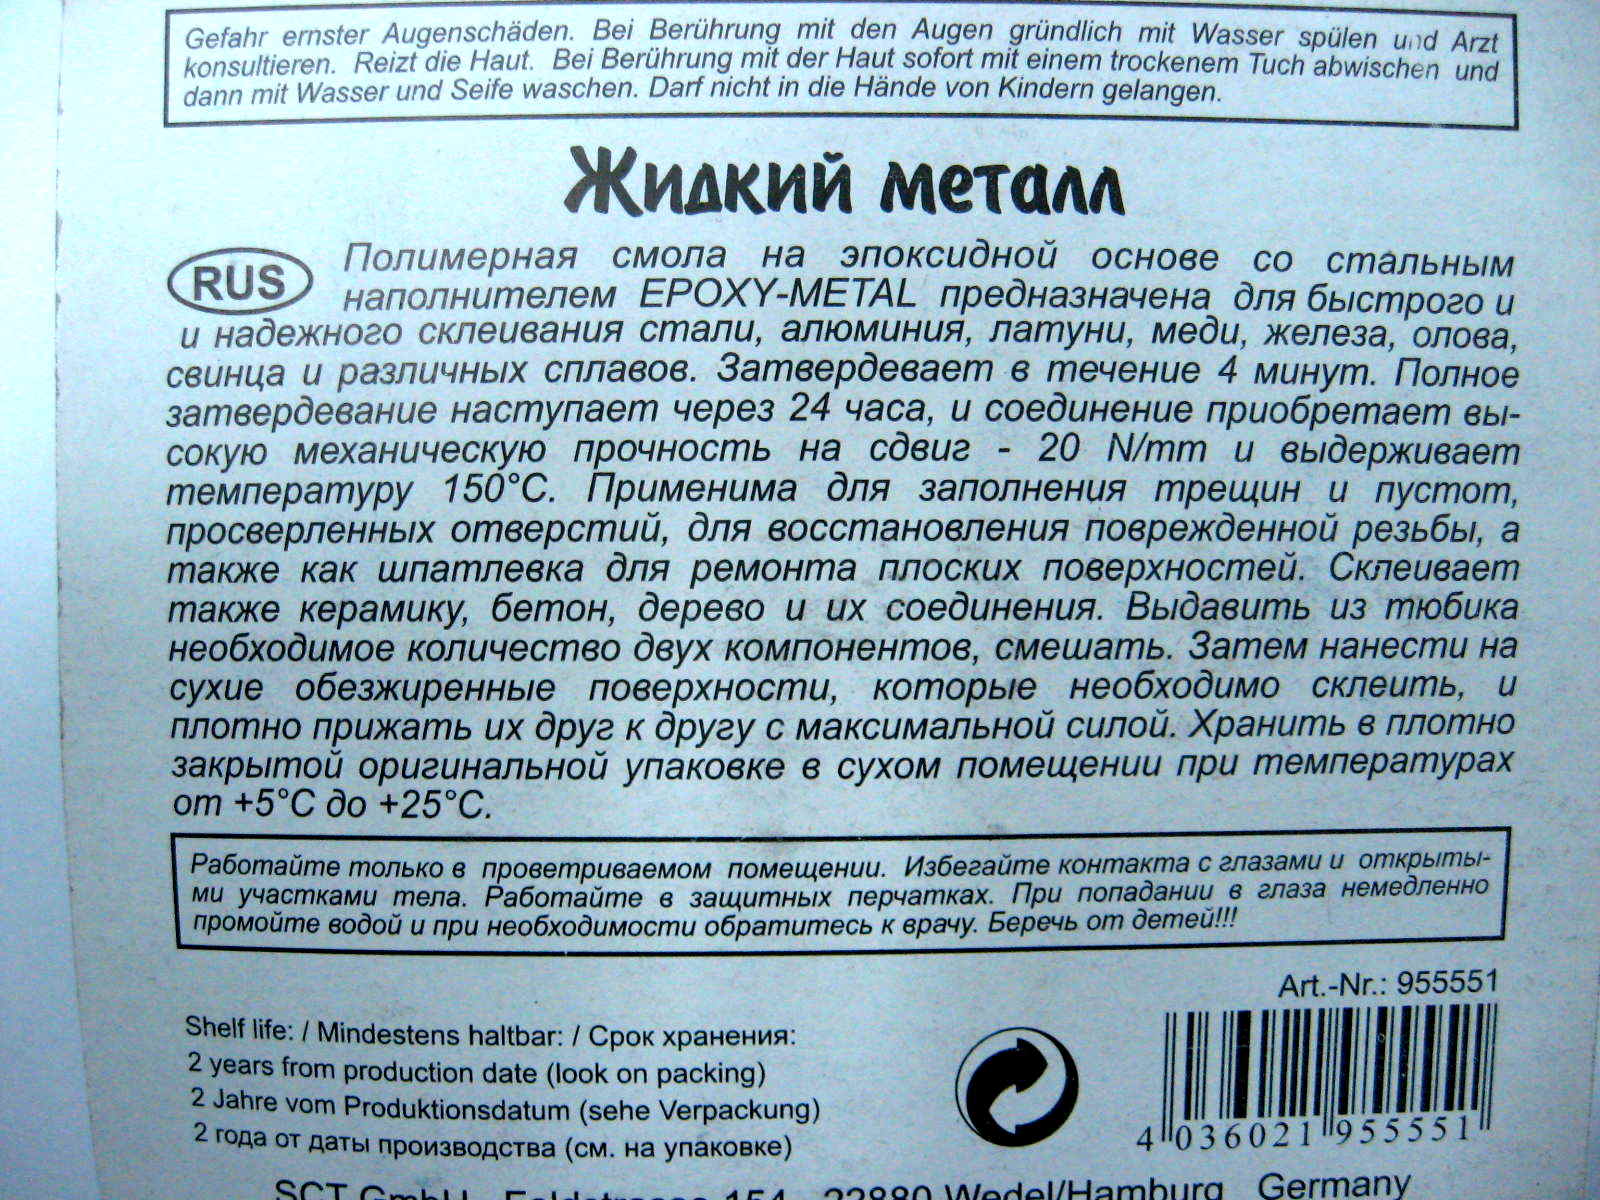 Gefahr ernster Augenschäden. Bei Berührung mit den Augen gründlich mit Wasser spülen und Arzt
konsultieren. Reizt die Haut. Bei Berührung mit der Haut sofort mit einem trockenem Tuch abwischen und
dann mit Wasser und Seife waschen. Darf nicht in die Hände von Kindern gelangen.
Жидкий металл
RUS
Полимерная смола на эпоксидной основе со стальным
наполнителем EPOXY-METAL предназначена для быстрого и
и надежного склеивания стали, алюминия, латуни, меди, железа, олова,
свинца и различных сплавов. Затвердевает в течение 4 минут. Полное
затвердевание наступает через 24 часа, и соединение приобретает вы-
сокую механическую прочность на сдвиг - 20 N/mm и выдерживает
температуру 150°C. Применима для заполнения трещин и пустот,
просверленных отверстий, для восстановления поврежденной резьбы, а
также как шпатлевка для ремонта плоских поверхностей. Склеивает
также керамику, бетон, дерево и их соединения. Выдавить из тюбика
необходимое количество двух компонентов, смешать. Затем нанести на
сухие обезжиренные поверхности, которые необходимо склеить, и
плотно прижать их друг к другу с максимальной силой. Хранить в плотно
закрытой оригинальной упаковке в сухом помещении при температурах
от +5°C до +25°C.
Работайте только в проветриваемом помещении. Избегайте контакта с глазами и открыты-
ми участками тела. Работайте в защитных перчатках. При попадании в глаза немедленно
промойте водой и при необходимости обратитесь к врачу. Беречь от детей!!!
Art.-Nr.: 955551
Shelf life: / Mindestens haltbar: / Срок хранения:
2 years from production date (look on packing)
2 Jahre vom Produktionsdatum (sehe Verpackung)
2 года от даты производства (см. на упаковке)
4 036021 955551
SCT GmbH Feldstrasse 154 22880 Wedel/Hamburg Germany